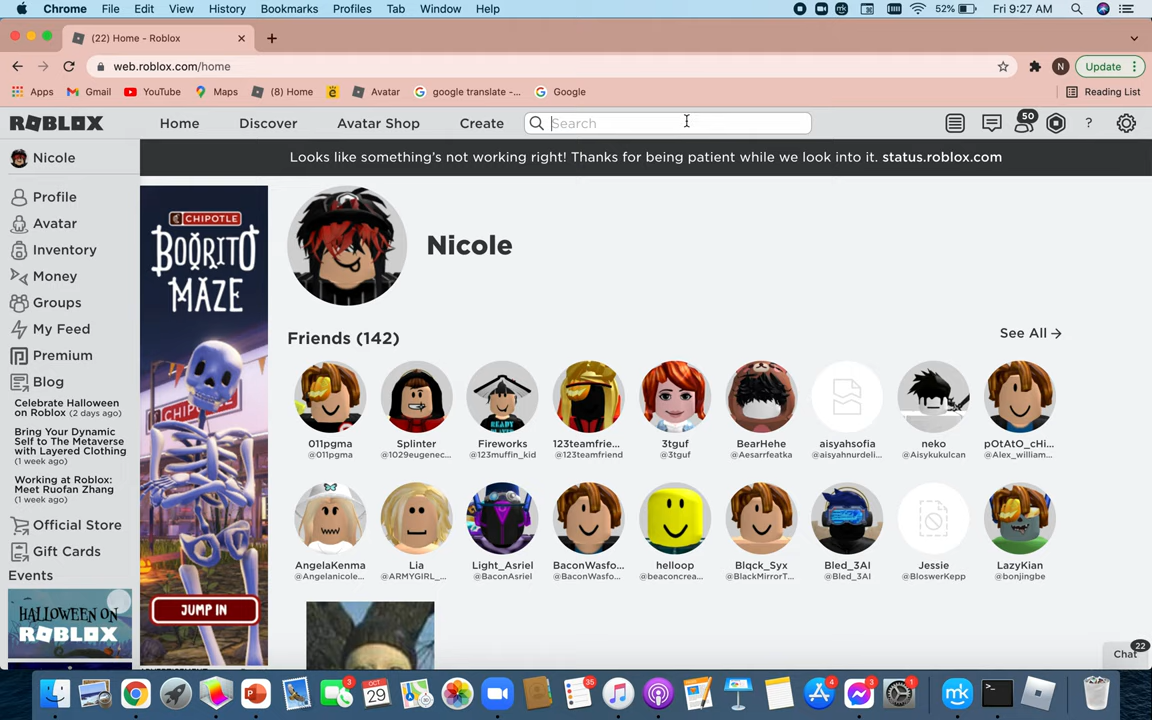 Chrome File Edit View History Bookmarks Profiles Tab Window Help 52% Fri 9:27 AM
(22) Home - Roblox
web.roblox.com/home N Update
Apps Gmail YouTube Maps (8) Home Avatar google translate -... Google Reading List
ROBLOX Home Discover Avatar Shop Create Search 50 ?
Nicole
Looks like something's not working right! Thanks for being patient while we look into it. status.roblox.com
Profile
Avatar
Inventory
Money
Groups
My Feed
Premium
Blog
Celebrate Halloween
on Roblox (2 days ago)
Bring Your Dynamic
Self to The Metaverse
with Layered Clothing
(1 week ago)
Working at Roblox:
Meet Ruofan Zhang
(1 week ago)
Official Store
Gift Cards
Events
HALLOWEEN ON
ROBLOX
CHIPOTLE
BOORITO
MAZE
JUMP IN
Nicole
Friends (142) See All →
011pgma Splinter Fireworks 123teamfrie... 3tguf BearHehe aisyahsofia neko pOtAtO_cHi...
@011pgma @1029eugenec... @123muffin_kid @123teamfriend @3tguf @Aesarrfeatka @aisyahnurdeli... @Aisykukulcan @Alex_william...
AngelaKenma Lia Light_Asriel BaconWasfo... helloop Blqck_Syx Bled_3AI Jessie LazyKian
@Angelanicole... @ARMYGIRL_... @BaconAsriel @BaconWasfo... @beaconcrea... @BlackMirrorT... @Bled_3AI @BloswerKepp @bonjingbe
Chat 22
3 OCT 29 35 4 3 1